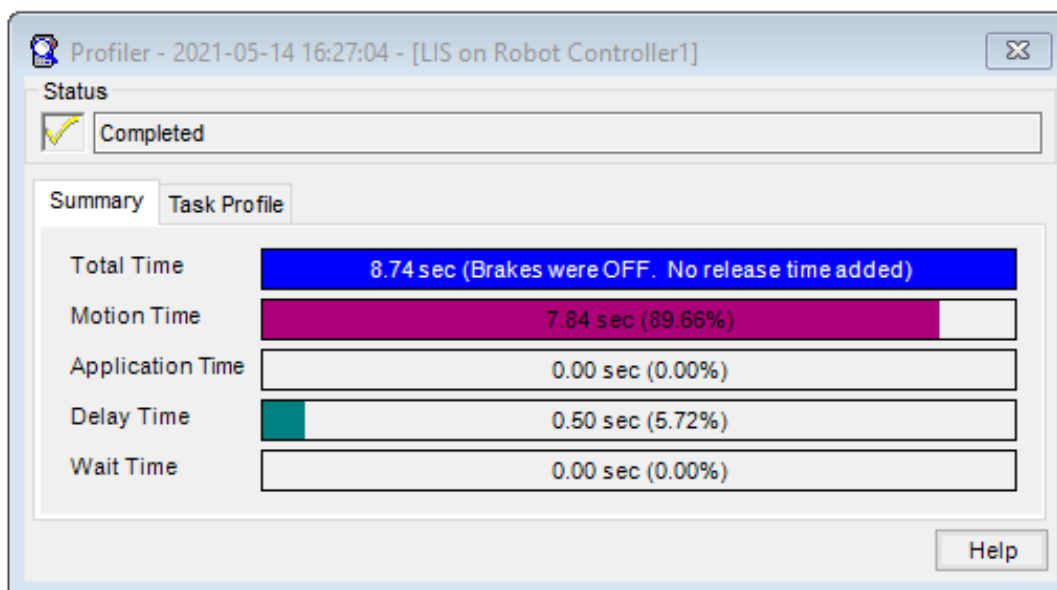 Profiler - 2021-05-14 16:27:04 - [LIS on Robot Controller1]
Status
Completed
Summary Task Profile
Total Time 8.74 sec (Brakes were OFF. No release time added)
Motion Time 7.84 sec (89.66%)
Application Time 0.00 sec (0.00%)
Delay Time 0.50 sec (5.72%)
Wait Time 0.00 sec (0.00%)
Help